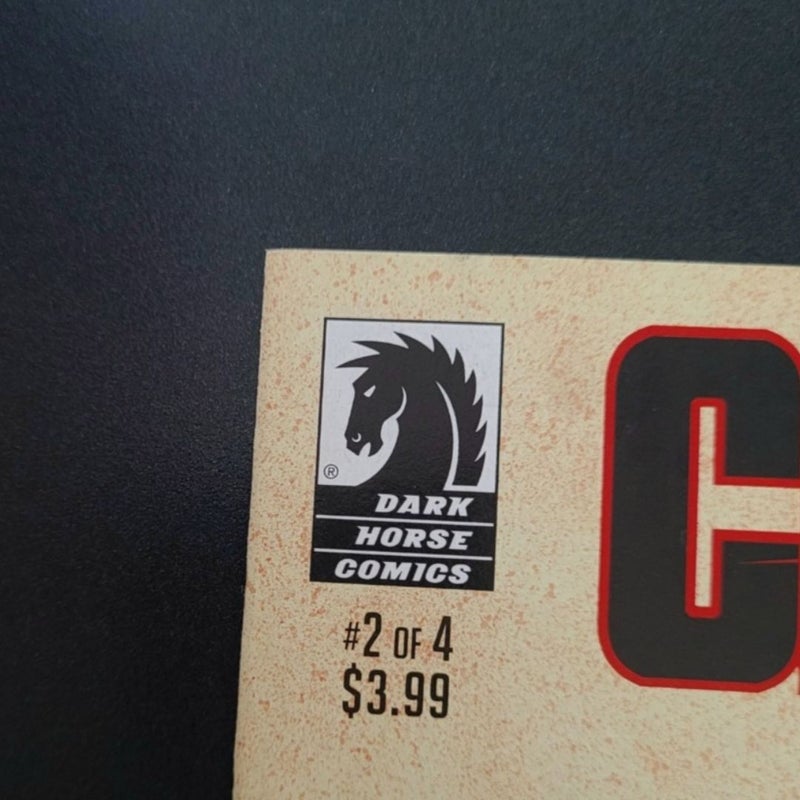 ®
DARK
HORSE
COMICS
#2 OF 4
$3.99
C